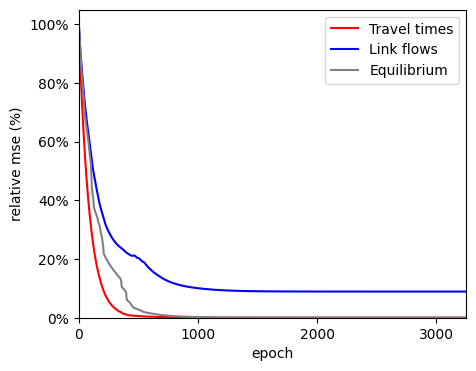 100%
80%
60%
40%
20%
0%
relative mse (%)
Travel times
Link flows
Equilibrium
0
1000
2000
3000
epoch